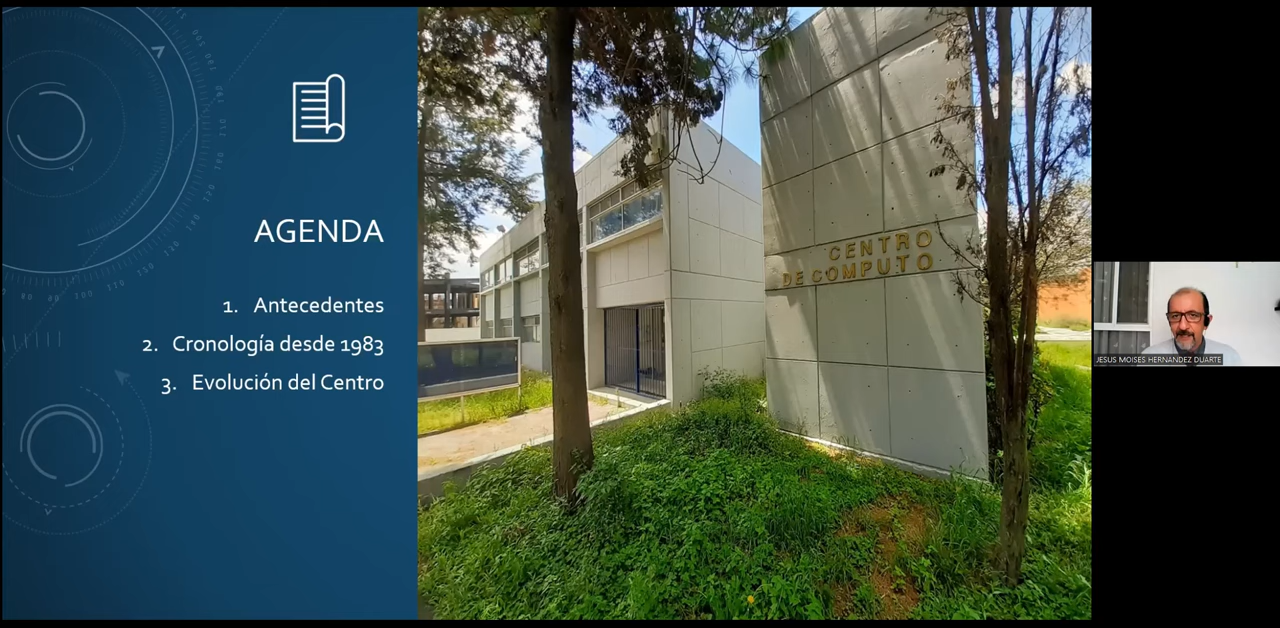 AGENDA
1. Antecedentes
2. Cronología desde 1983
3. Evolución del Centro
CENTRO
DE COMPUTO
JESUS MOISES HERNANDEZ DUARTE